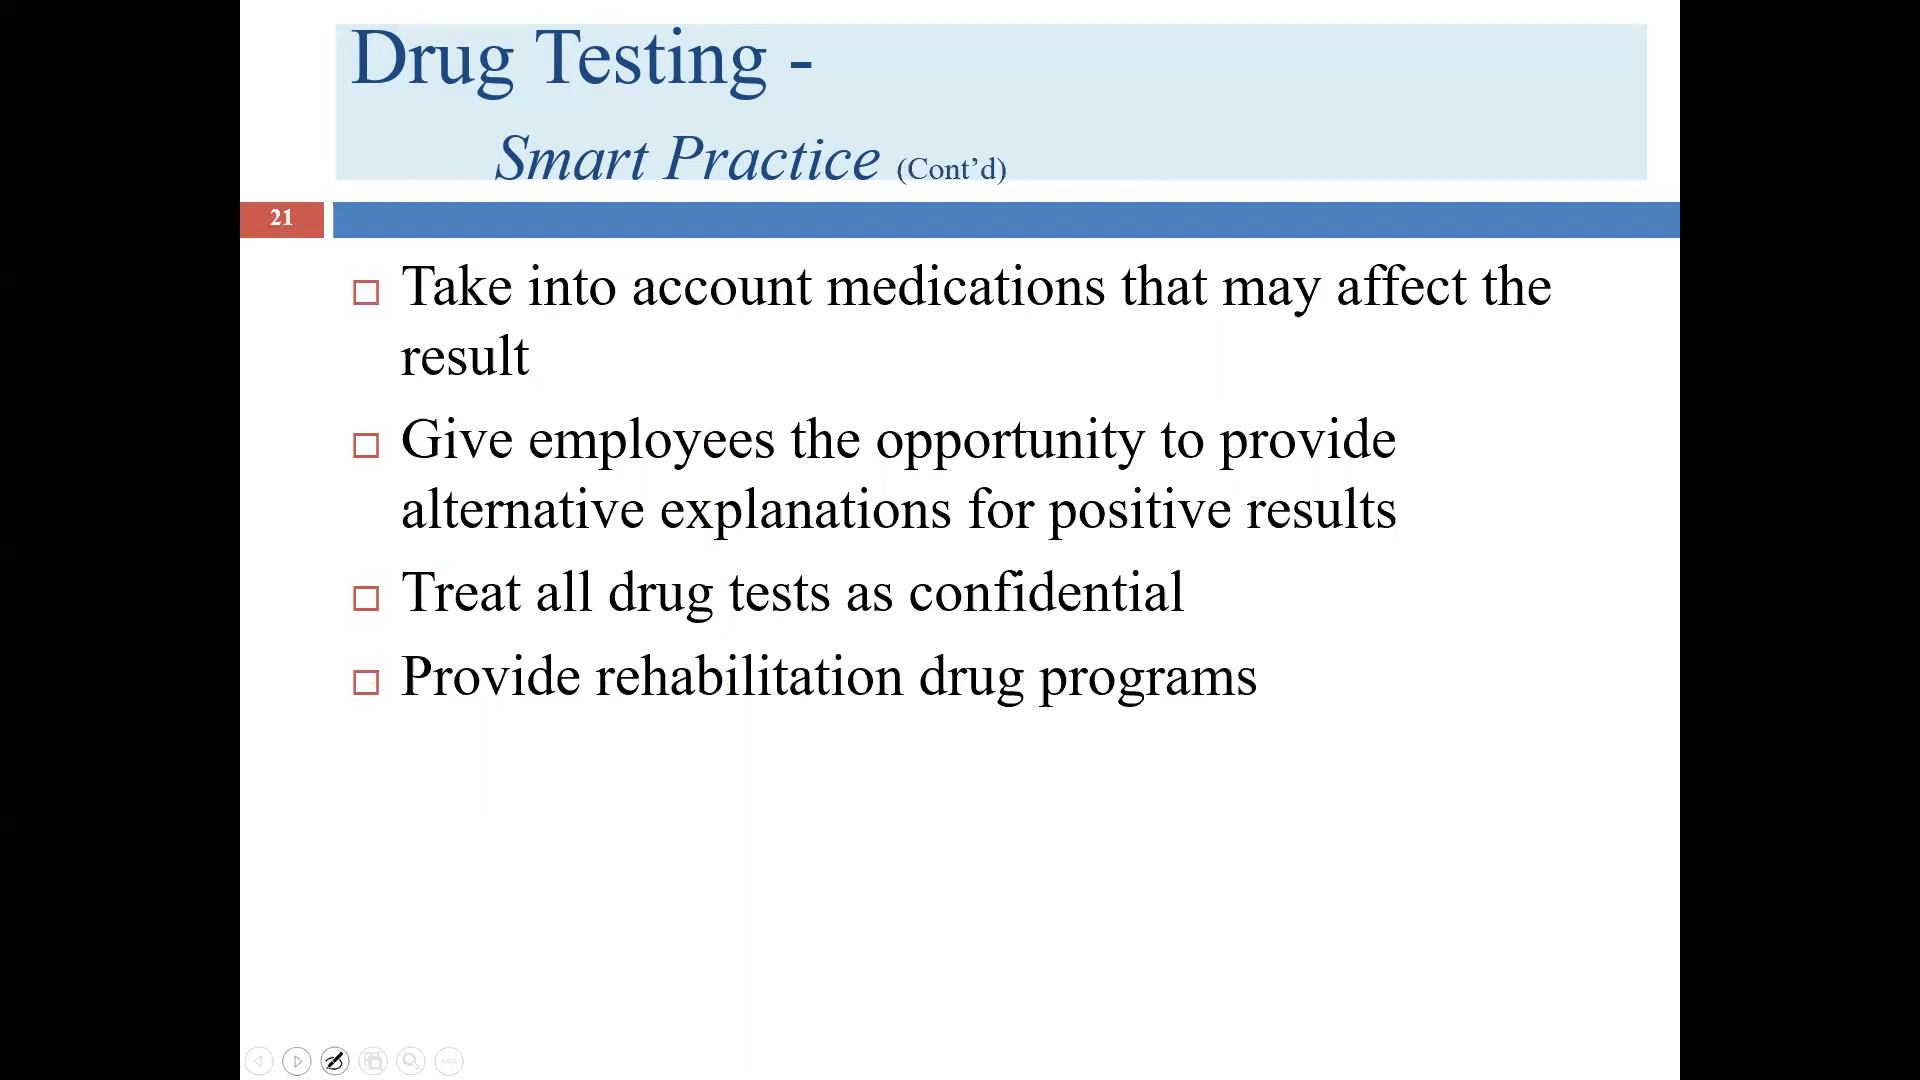 Drug Testing -
Smart Practice (Cont’d)
21
Take into account medications that may affect the
result
Give employees the opportunity to provide
alternative explanations for positive results
Treat all drug tests as confidential
Provide rehabilitation drug programs